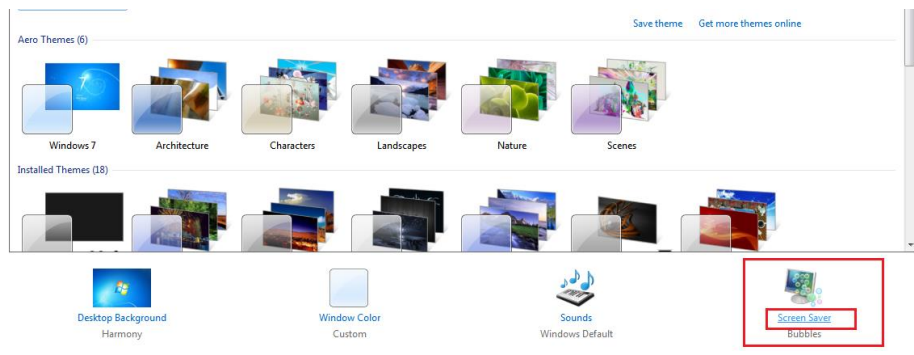 Save theme Get more themes online
Aero Themes (6)
Windows 7 Architecture Characters Landscapes Nature Scenes
Installed Themes (18)
Desktop Background Window Color Sounds Screen Saver
Harmony Custom Windows Default Bubbles